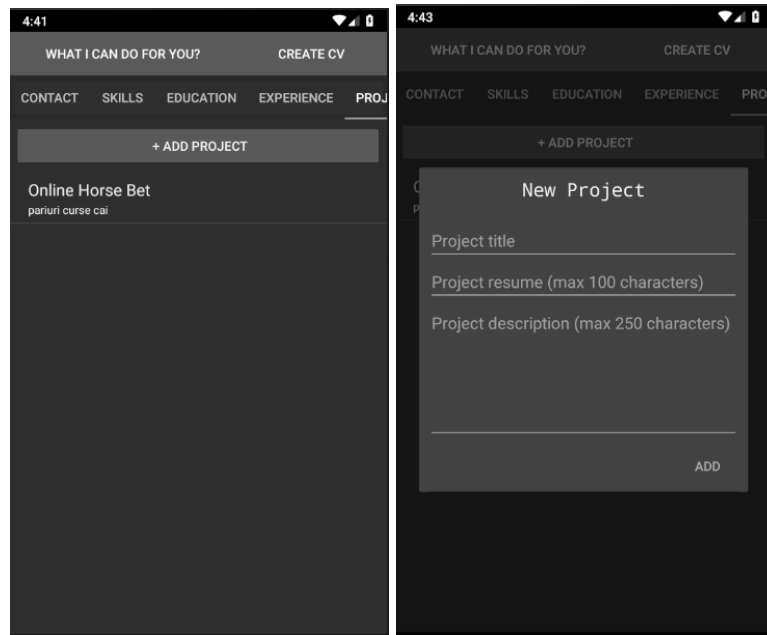 4:41
WHAT I CAN DO FOR YOU? CREATE CV
CONTACT SKILLS EDUCATION EXPERIENCE PROJ
+ ADD PROJECT
Online Horse Bet
pariuri curse cai
4:43
WHAT I CAN DO FOR YOU? CREATE CV
CONTACT SKILLS EDUCATION EXPERIENCE PRO
+ ADD PROJECT
New Project
Project title
Project resume (max 100 characters)
Project description (max 250 characters)
ADD